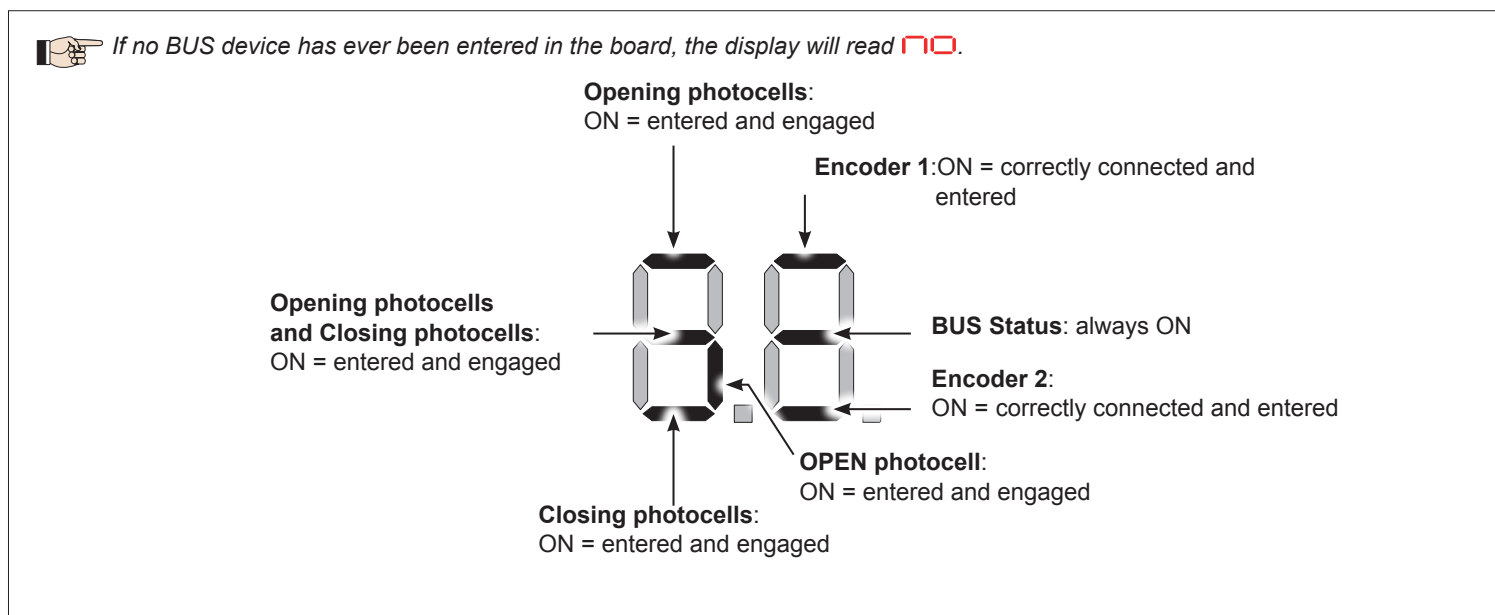 If no BUS device has ever been entered in the board, the display will read no.
Opening photocells:
ON = entered and engaged
Encoder 1:ON = correctly connected and
entered
Opening photocells
and Closing photocells:
ON = entered and engaged
BUS Status: always ON
Encoder 2:
ON = correctly connected and entered
OPEN photocell:
ON = entered and engaged
Closing photocells:
ON = entered and engaged